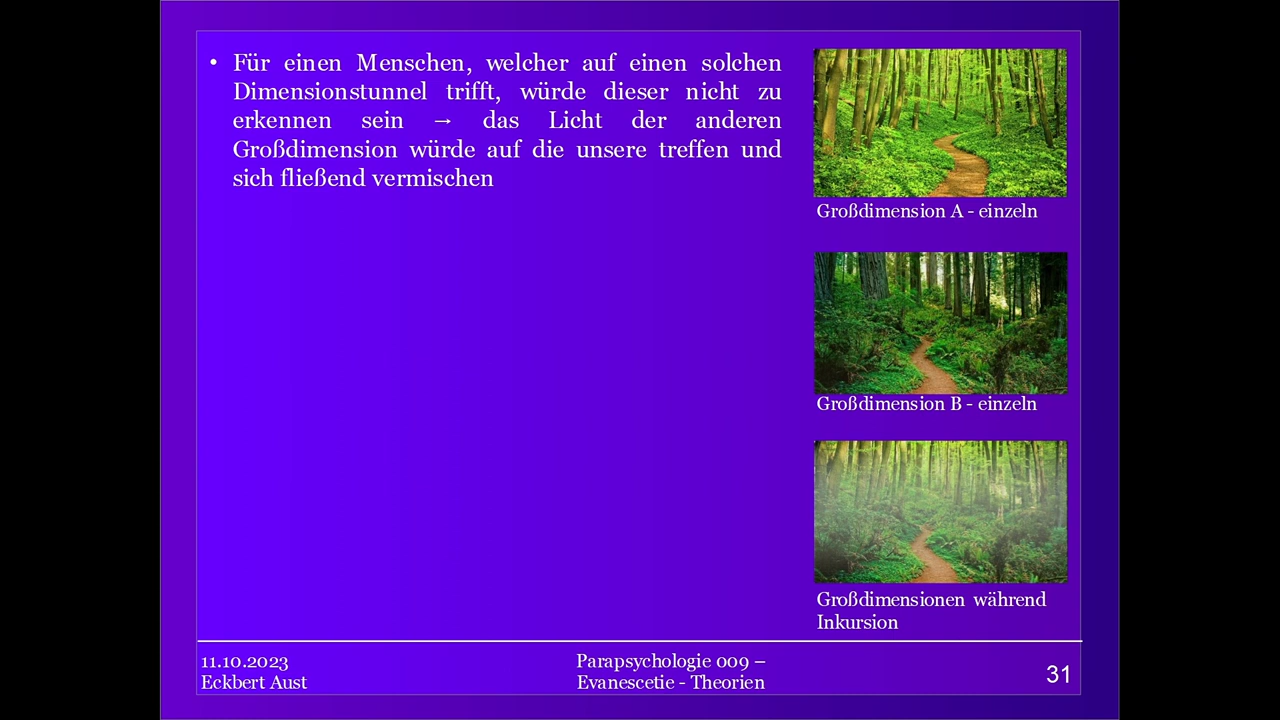 • Für einen Menschen, welcher auf einen solchen
Dimensionstunnel trifft, würde dieser nicht zu
erkennen sein → das Licht der anderen
Großdimension würde auf die unsere treffen und
sich fließend vermischen
Großdimension A - einzeln
Großdimension B - einzeln
Großdimensionen während
Inkursion
11.10.2023
Eckbert Aust
Parapsychologie 009 –
Evanescetie - Theorien
31